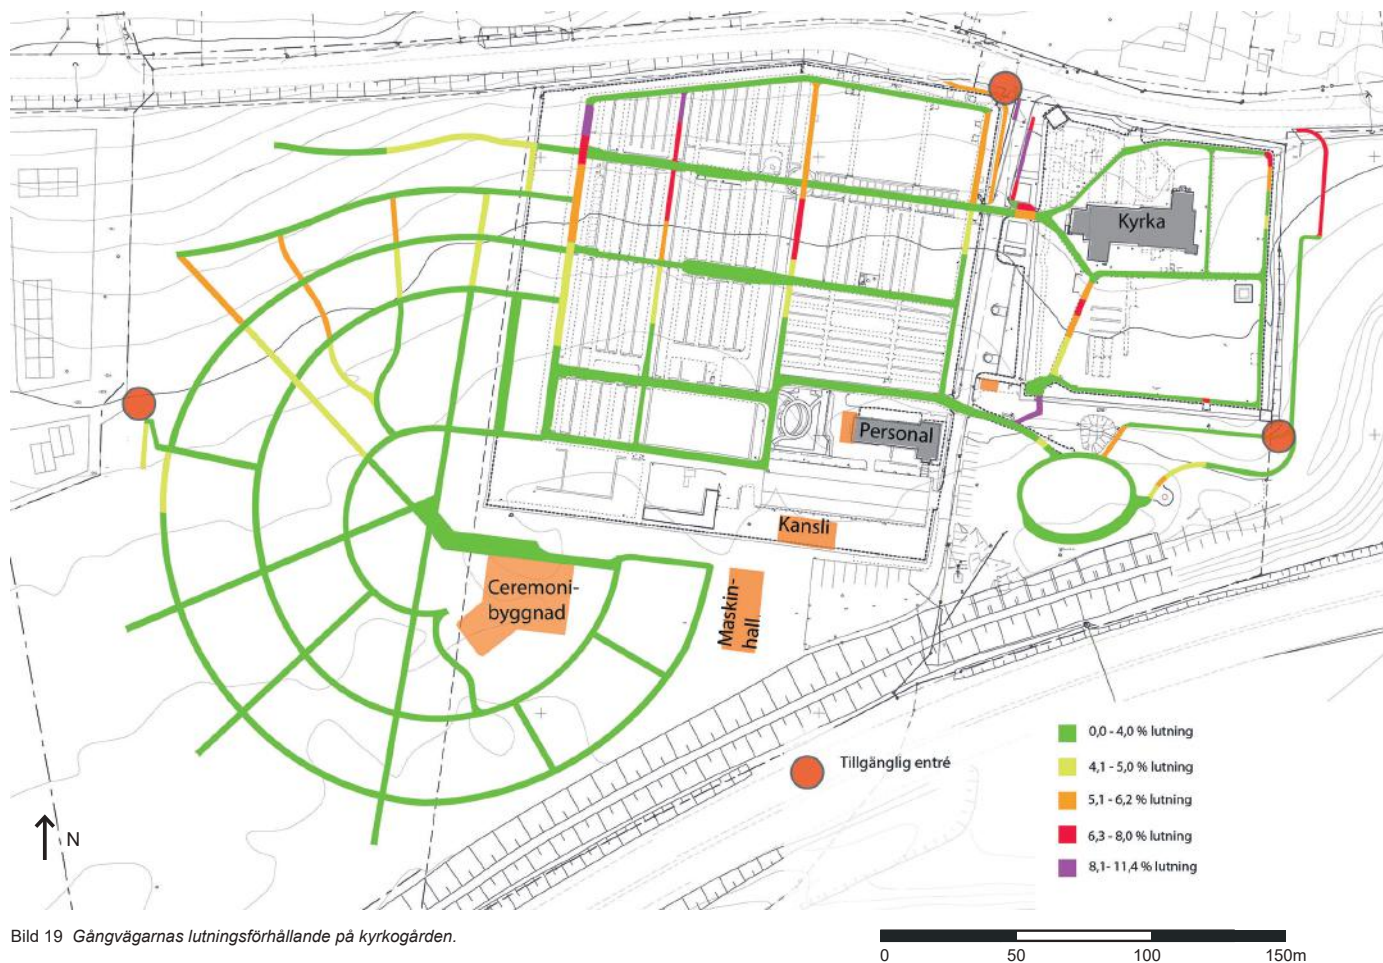 Kyrka
Personal
Kansli
Ceremoni-
byggnad
Maskin-
hall
Tillgänglig entré
0,0 - 4,0 % lutning
4,1 - 5,0 % lutning
5,1 - 6,2 % lutning
6,3 - 8,0 % lutning
8,1- 11,4 % lutning
N
Bild 19 Gångvägarnas lutningsförhållande på kyrkogården.
0 50 100 150m